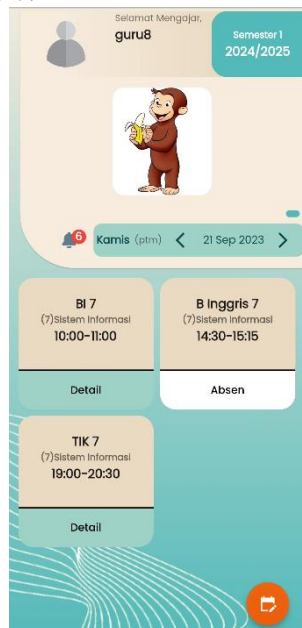 Selamat Mengajar,
guru8
Semester 1
2024/2025
6
Kamis (ptm)
21 Sep 2023
BI 7
(7)Sistem Informasi
10:00-11:00
Detail
B Inggris 7
(7)Sistem Informasi
14:30-15:15
Absen
TIK 7
(7)Sistem Informasi
19:00-20:30
Detail